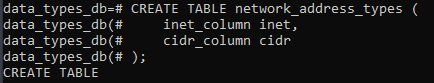 data_types_db=# CREATE TABLE network_address_types (
data_types_db(#     inet_column inet,
data_types_db(#     cidr_column cidr
data_types_db(# );
CREATE TABLE